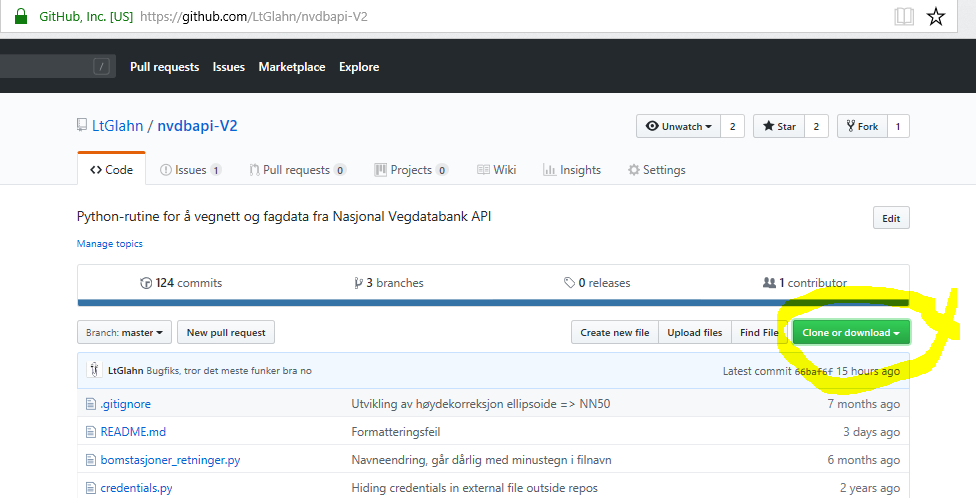 GitHub, Inc. [US] https://github.com/LtGlahn/nvdbapi-V2
/ Pull requests Issues Marketplace Explore
LtGlahn / nvdbapi-V2 Unwatch 2 Star 2 Fork 1
Code Issues 1 Pull requests 0 Projects 0 Wiki Insights Settings
Python-rutine for å vegnett og fagdata fra Nasjonal Vegdatabank API Edit
Manage topics
124 commits 3 branches 0 releases 1 contributor
Branch: master New pull request Create new file Upload files Find File Clone or download
LtGlahn Bugfiks, tror det meste funker bra no Latest commit 66baf6f 15 hours ago
.gitignore Utvikling av høydekorreksjon ellipsoide => NN50 7 months ago
README.md Formatteringsfeil 3 days ago
bomstasjoner_retninger.py Navneendring, går dårlig med minustegn i filnavn 6 months ago
credentials.py Hiding credentials in external file outside repos 2 years ago